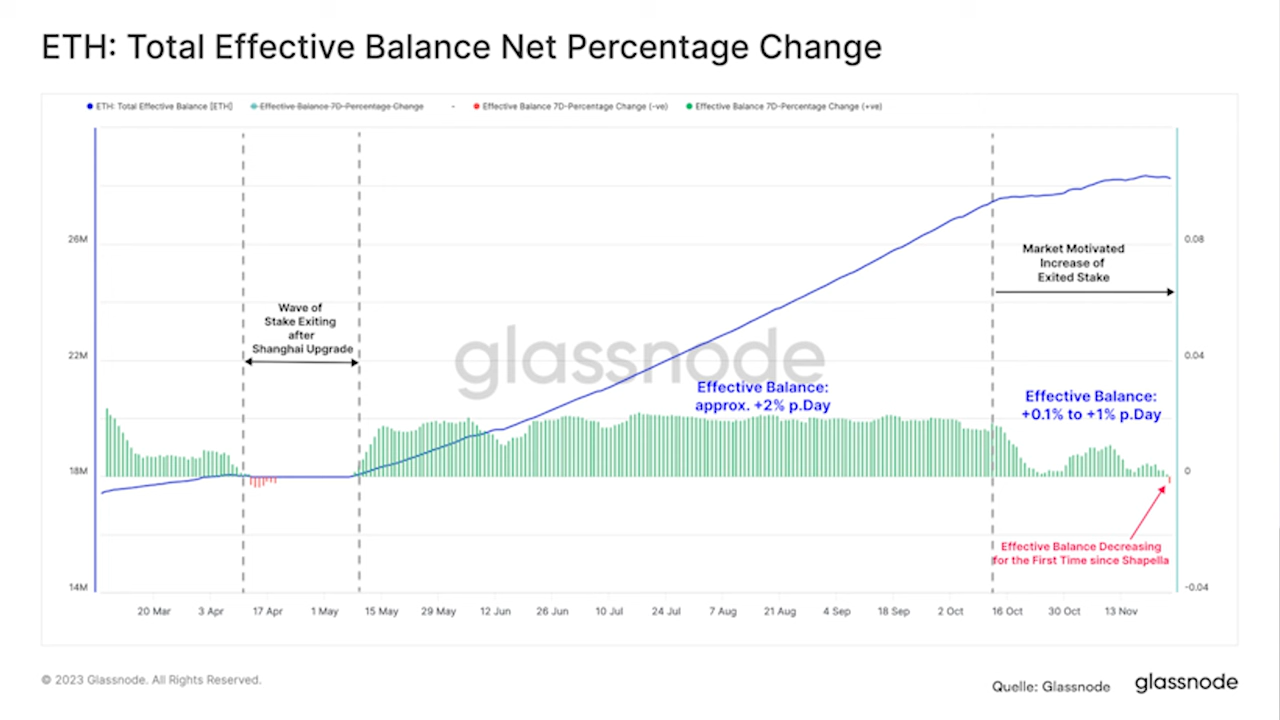 ETH: Total Effective Balance Net Percentage Change
ETH: Total Effective Balance [ETH] Effective Balance 7D-Percentage Change - Effective Balance 7D-Percentage Change (-ve) Effective Balance 7D-Percentage Change (+ve)
26M
22M
18M
14M
0.08
0.04
0
-0.04
Wave of
Stake Exiting
after
Shanghai Upgrade
glassnode
Effective Balance:
approx. +2% p.Day
Market Motivated
Increase of
Exited Stake
Effective Balance:
+0.1% to +1% p.Day
Effective Balance Decreasing
for the First Time since Shapella
20 Mar 3 Apr 17 Apr 1 May 15 May 29 May 12 Jun 26 Jun 10 Jul 24 Jul 7 Aug 21 Aug 4 Sep 18 Sep 2 Oct 16 Oct 30 Oct 13 Nov
© 2023 Glassnode. All Rights Reserved.
Quelle: Glassnode
glassnode